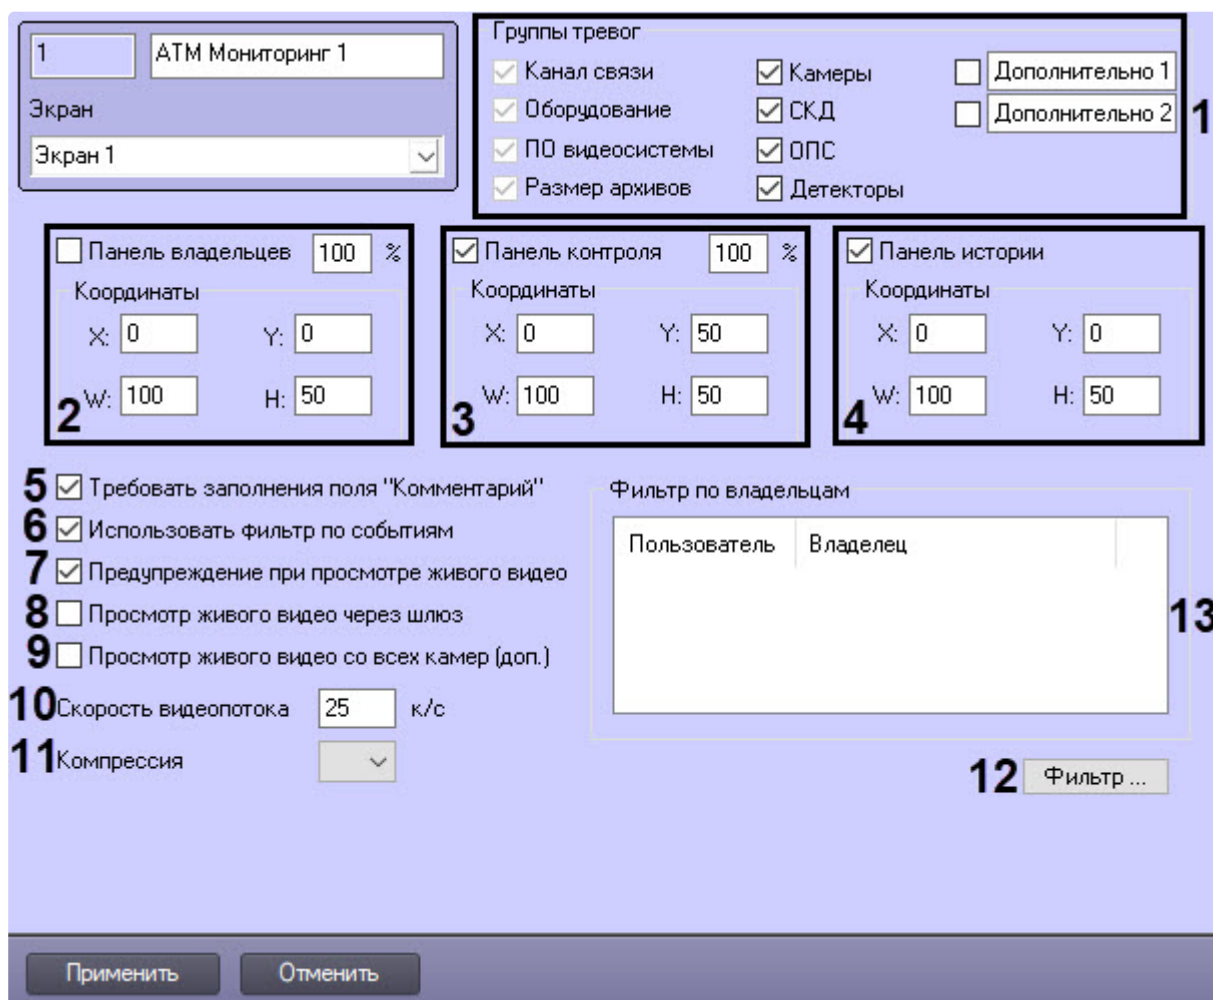 1 АТМ Мониторинг 1
Экран
Экран 1
Группы тревог
Канал связи Камеры Дополнительно 1
Оборудование СКД Дополнительно 2 1
ПО видеосистемы ОПС
Размер архивов Детекторы
Панель владельцев 100 %
Координаты
X: 0 Y: 0
W: 100 H: 50
2
Панель контроля 100 %
Координаты
X: 0 Y: 50
W: 100 H: 50
3
Панель истории
Координаты
X: 0 Y: 0
W: 100 H: 50
4
5 Требовать заполнения поля "Комментарий"
6 Использовать фильтр по событиям
7 Предупреждение при просмотре живого видео
8 Просмотр живого видео через шлюз
9 Просмотр живого видео со всех камер (доп.)
10 Скорость видеопотока 25 к/с
11 Компрессия
Фильтр по владельцам
Пользователь Владелец
13
12 Фильтр ...
Применить Отменить